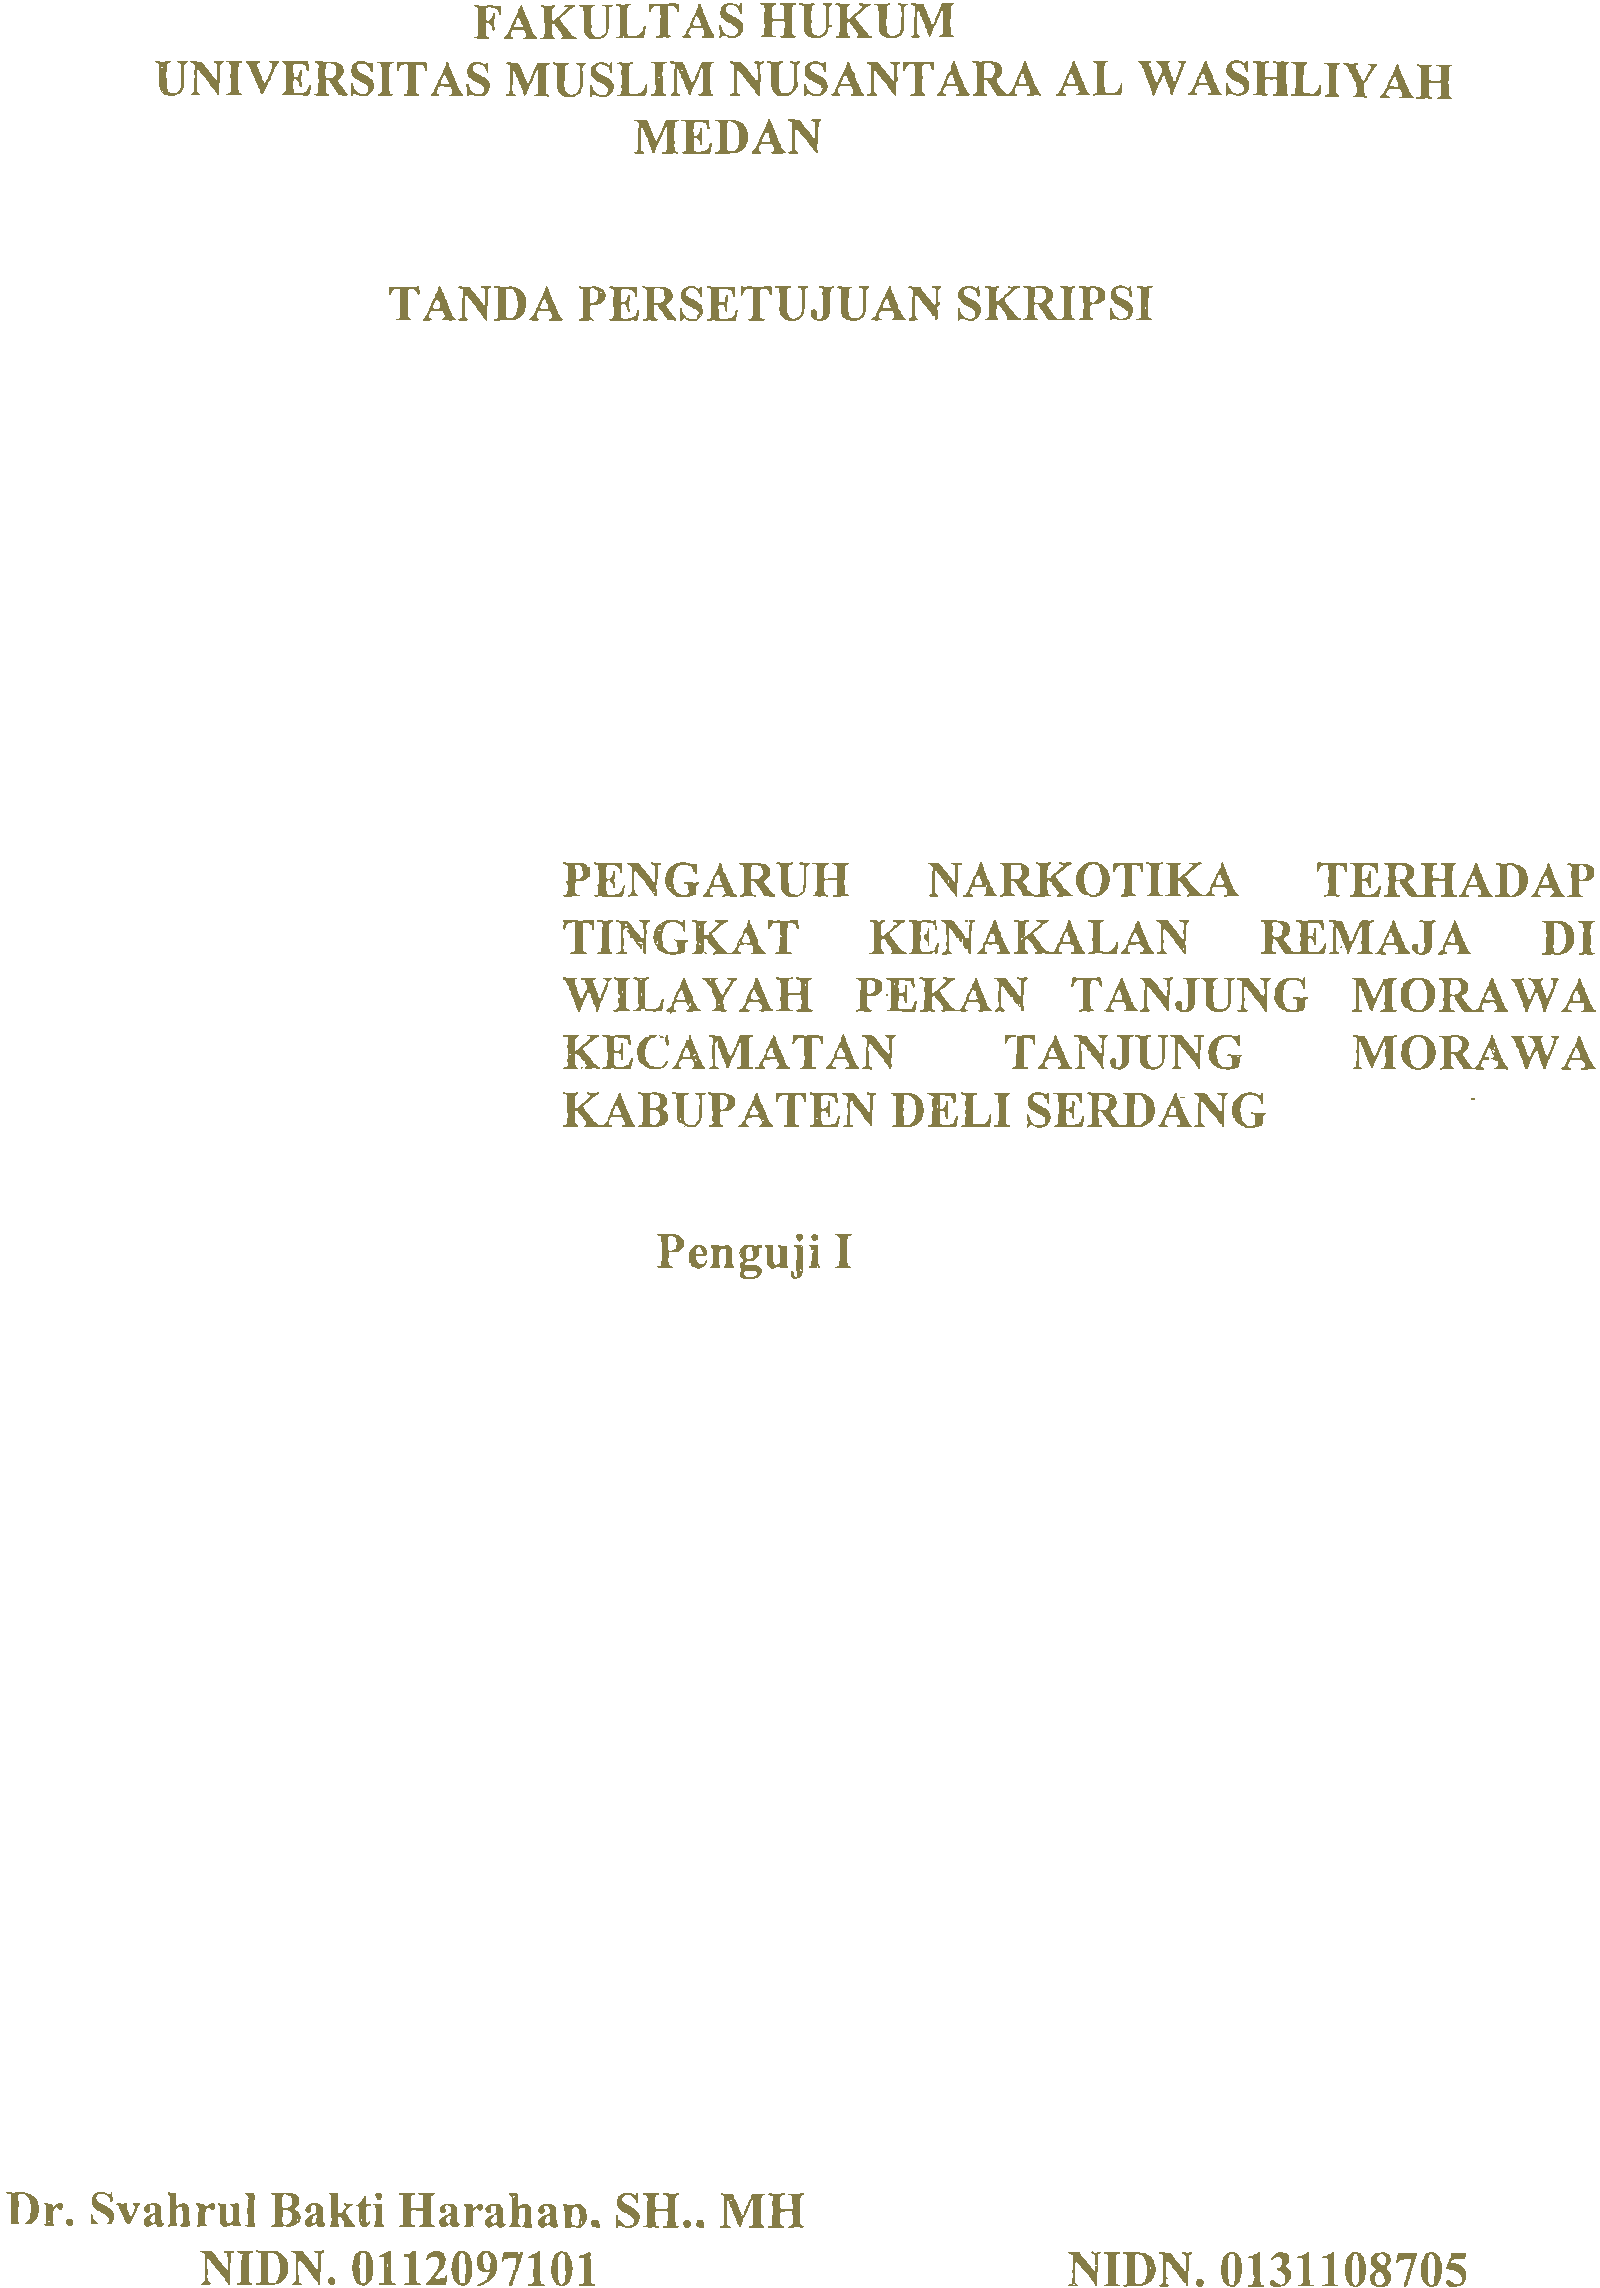 FAKULTAS HUKUM
UNIVERSITAS MUSLIM NUSANTARA AL WASHLIYAH
MEDAN
TANDA PERSETUJUAN SKRIPSI
PENGARUH NARKOTIKA TERHADAP
TINGKAT KENAKALAN REMAJA DI
WILAYAH PEKAN TANJUNG MORAWA
KECAMATAN TANJUNG MORAWA
KABUPATEN DELI SERDANG
Penguji I
Dr. Syahrul Bakti Harahap, SH., MH
NIDN. 0112097101 NIDN. 0131108705